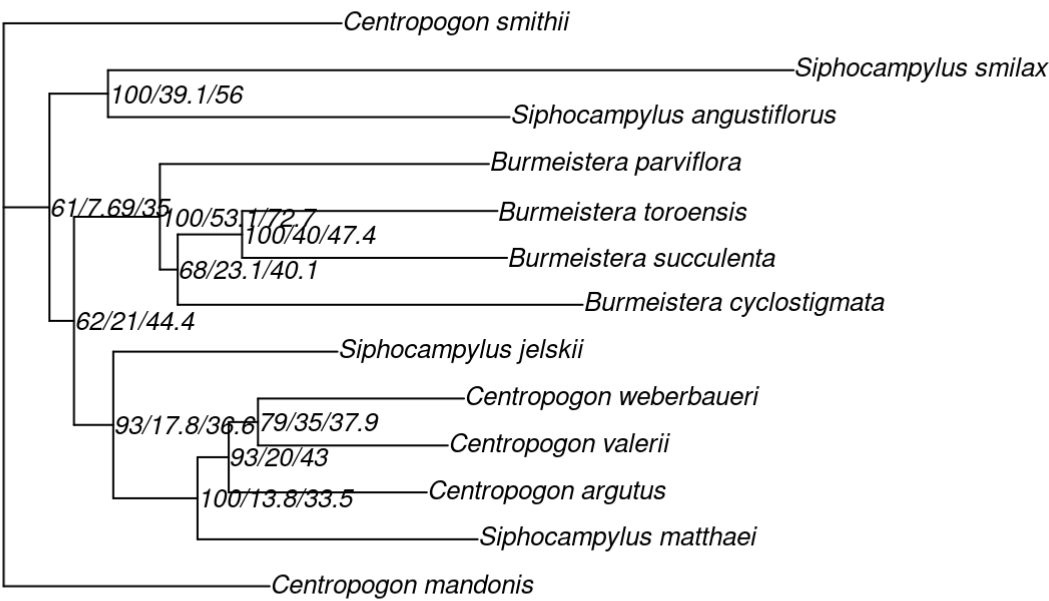 Centropogon smithii
Siphocampylus smilax
100/39.1/56
Siphocampylus angustiflorus
Burmeistera parviflora
61/7.69/35
100/53.1/72.7
Burmeistera toroensis
100/40/47.4
Burmeistera succulenta
68/23.1/40.1
Burmeistera cyclostigmata
62/21/44.4
Siphocampylus jelskii
Centropogon weberbaueri
93/17.8/36.6
79/35/37.9
Centropogon valerii
93/20/43
Centropogon argutus
100/13.8/33.5
Siphocampylus matthaei
Centropogon mandonis